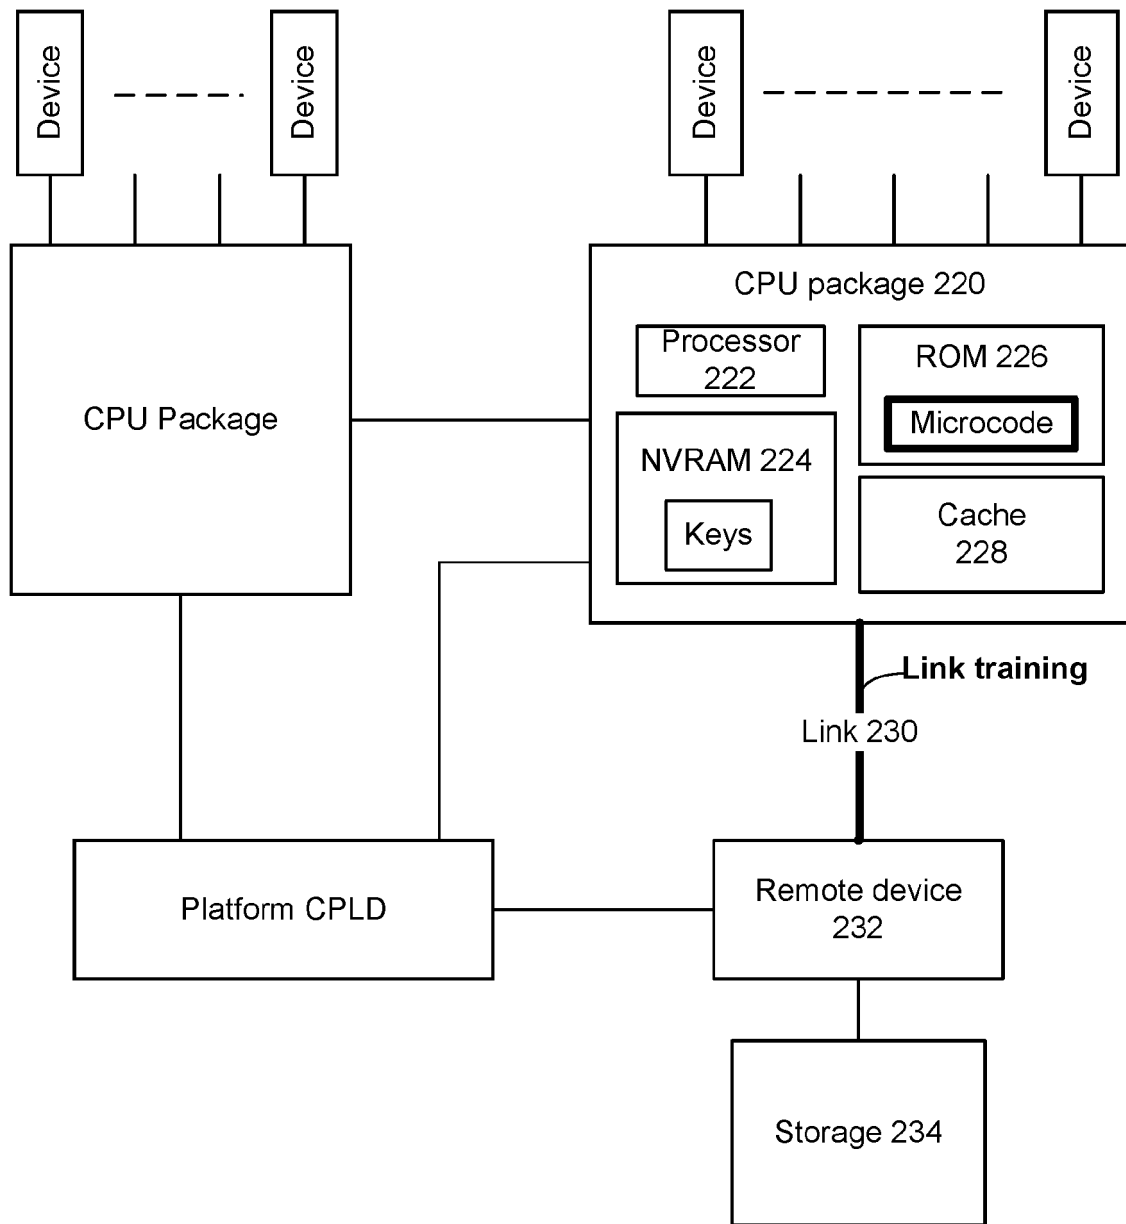 Device
Device
Device
Device
CPU package 220
Processor
222
ROM 226
Microcode
CPU Package
NVRAM 224
Keys
Cache
228
Link training
Link 230
Platform CPLD
Remote device
232
Storage 234